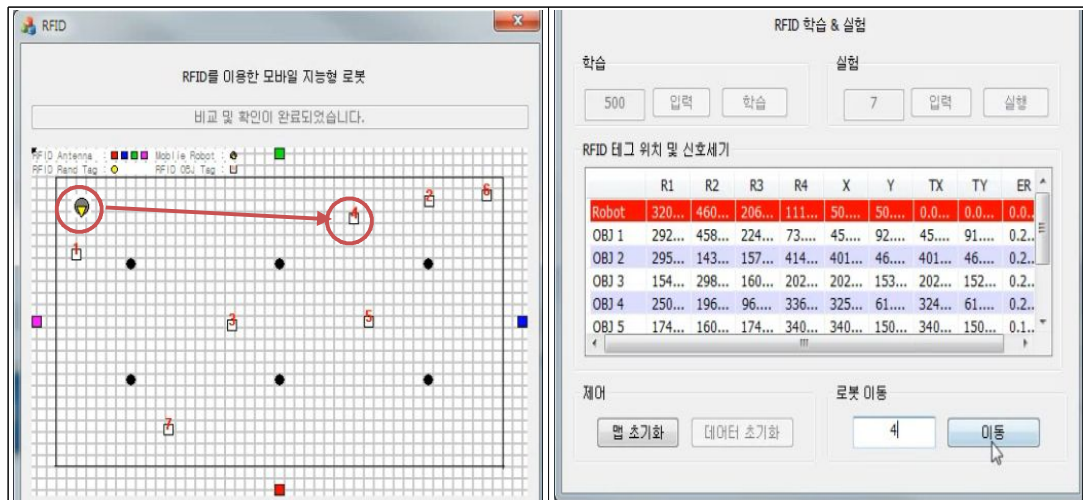 RFID
RFID를 이용한 모바일 지능형 로봇
비교 및 확인이 완료되었습니다.
RFID Antenna : Moblie Robot :
RFID Rand Tag : RFID OBJ Tag :
1
2
3
4
5
6
7
RFID 학습 & 실험
학습
500 입력 학습
실험
7 입력 실행
RFID 테그 위치 및 신호세기
R1 R2 R3 R4 X Y TX TY ER
Robot 320... 460... 206... 111... 50.... 50.... 0.0... 0.0... 0.0..
OBJ 1 292... 458... 224... 73.... 45.... 92.... 45.... 91.... 0.2..
OBJ 2 295... 143... 157... 414... 401... 46.... 401... 46.... 0.2..
OBJ 3 154... 298... 160... 202... 202... 153... 202... 152... 0.2..
OBJ 4 250... 196... 96.... 336... 325... 61.... 324... 61.... 0.2..
OBJ 5 174... 160... 174... 340... 340... 150... 340... 150... 0.1..
제어
맵 초기화 데이터 초기화
로봇 이동
4 이동